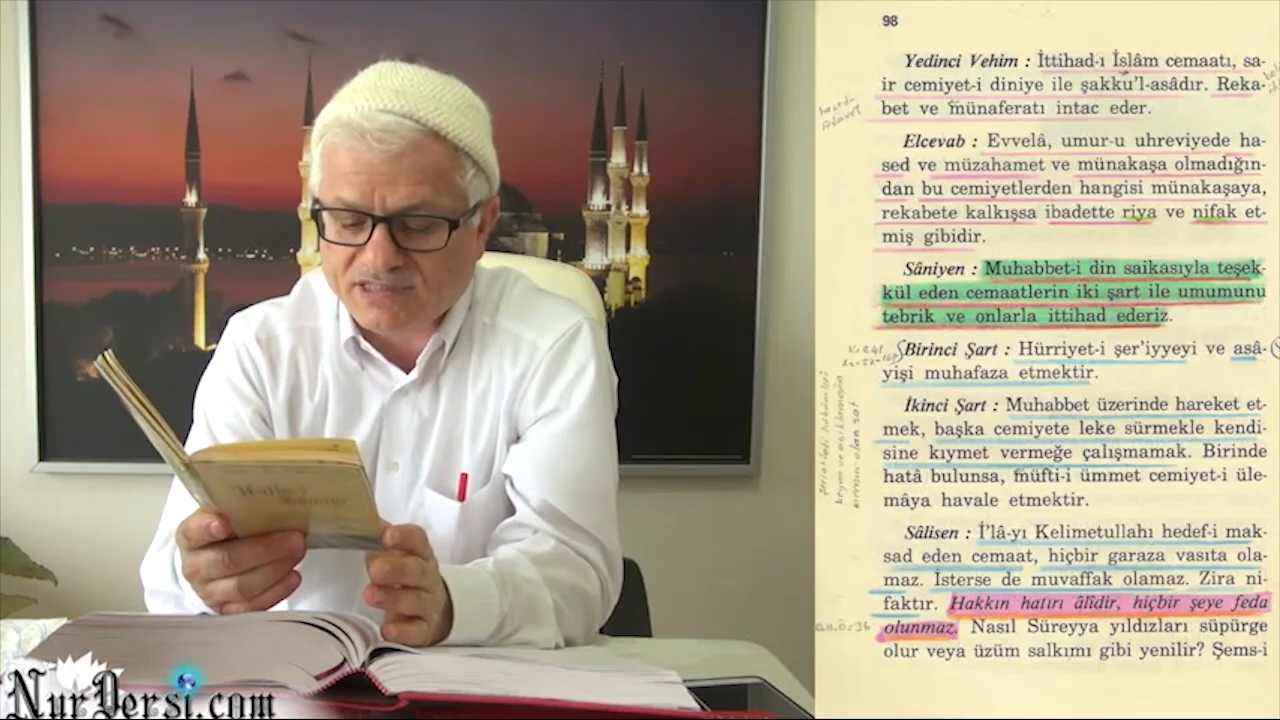 98
Yedinci Vehim : İttihad-ı İslâm cemaatı, sa-
ir cemiyet-i diniye ile şakku'l-asâdır. Reka-
bet ve münaferatı intac eder.
Elcevab : Evvelâ, umur-u uhreviyede ha-
sed ve müzahamet ve münakaşa olmadığın-
dan bu cemiyetlerden hangisi münakaşaya,
rekabete kalkışsa ibadette riya ve nifak et-
miş gibidir.
Sâniyen : Muhabbet-i din saikasıyla teşek-
kül eden cemaatlerin iki şart ile umumunu
tebrik ve onlarla ittihad ederiz.
Birinci Şart : Hürriyet-i şer'iyyeyi ve asâ-
yişi muhafaza etmektir.
İkinci Şart : Muhabbet üzerinde hareket et-
mek, başka cemiyete leke sürmekle kendi-
sine kıymet vermeğe çalışmamak. Birinde
hatâ bulunsa, müfti-i ümmet cemiyet-i üle-
mâya havale etmektir.
Sâlisen : İ'lâ-yı Kelimetullahı hedef-i mak-
sad eden cemaat, hiçbir garaza vasıta ola-
maz. İsterse de muvaffak olamaz. Zira ni-
faktır. Hakkın hatırı âlîdir, hiçbir şeye feda
olunmaz. Nasıl Süreyya yıldızları süpürge
olur veya üzüm salkımı gibi yenilir? Şems-i
NurDersi.com